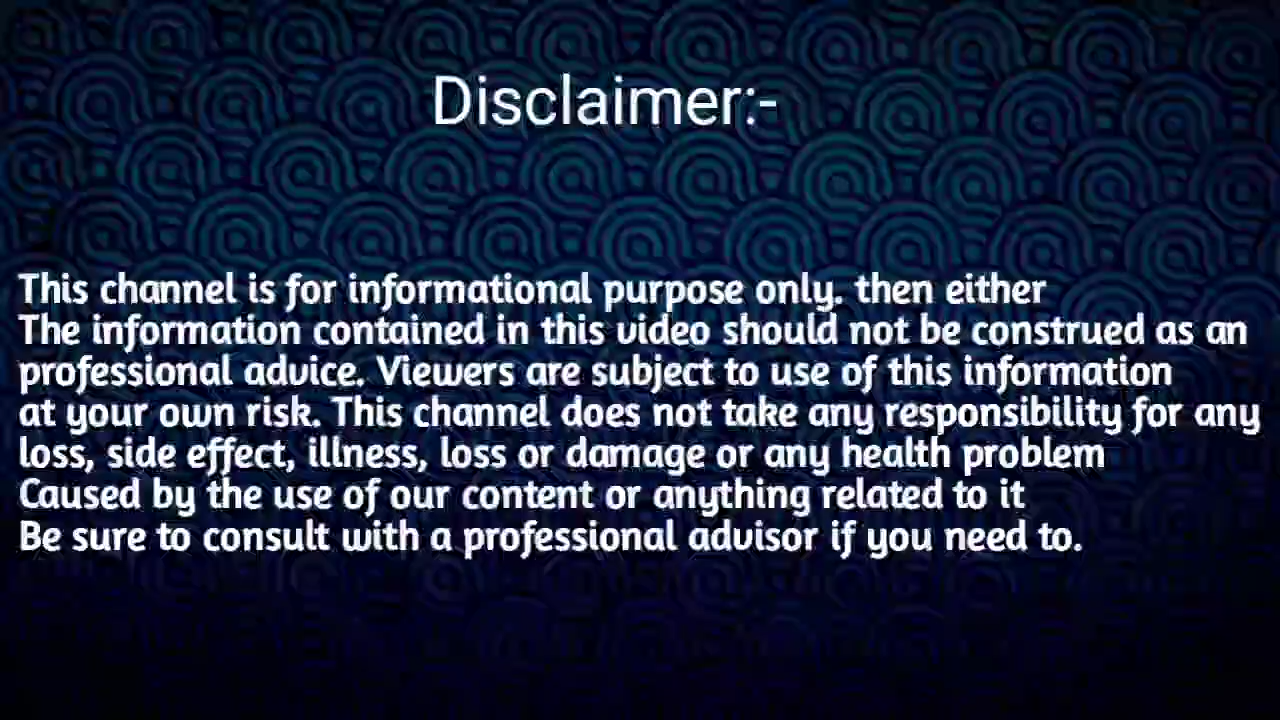 Disclaimer:-
This channel is for informational purpose only. then either
The information contained in this video should not be construed as an
professional advice. Viewers are subject to use of this information
at your own risk. This channel does not take any responsibility for any
loss, side effect, illness, loss or damage or any health problem
Caused by the use of our content or anything related to it
Be sure to consult with a professional advisor if you need to.